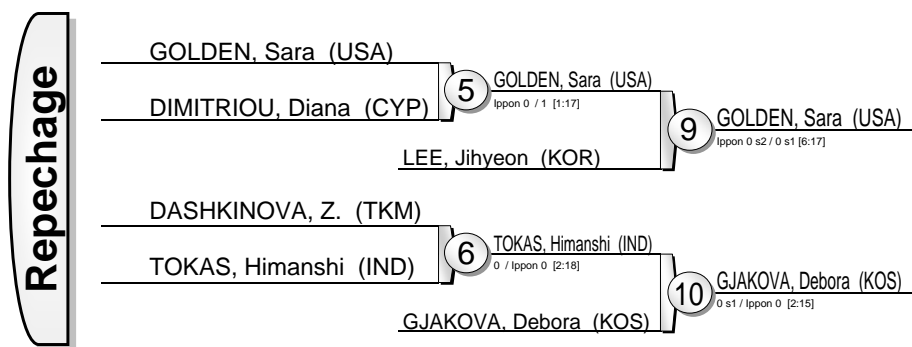 Repechage
GOLDEN, Sara (USA)
DIMITRIOU, Diana (CYP)
5
GOLDEN, Sara (USA)
Ippon 0 / 1 [1:17]
LEE, Jihyeon (KOR)
9
GOLDEN, Sara (USA)
Ippon 0 s2 / 0 s1 [6:17]
DASHKINOVA, Z. (TKM)
TOKAS, Himanshi (IND)
6
TOKAS, Himanshi (IND)
0 / Ippon 0 [2:18]
GJAKOVA, Debora (KOS)
10
GJAKOVA, Debora (KOS)
0 s1 / Ippon 0 [2:15]